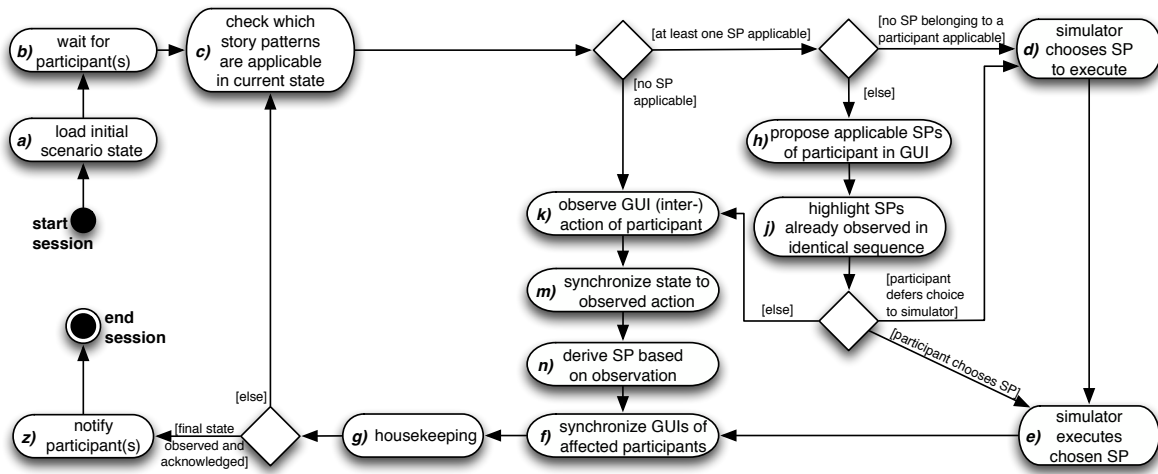 b) wait for
participant(s)
c) check which
story patterns
are applicable
in current state
[at least one SP applicable]
[no SP belonging to a
participant applicable]
d) simulator
chooses SP
to execute
[no SP
applicable]
[else]
a) load initial
scenario state
h) propose applicable SPs
of participant in GUI
start
session
k) observe GUI (inter-)
action of participant
j) highlight SPs
already observed in
identical sequence
m) synchronize state to
observed action
[else]
[participant
defers choice
to simulator]
end
session
n) derive SP based
on observation
[participant chooses SP]
[else]
z) notify
participant(s)
[final state
observed and
acknowledged]
g) housekeeping
f) synchronize GUIs of
affected participants
e) simulator
executes
chosen SP